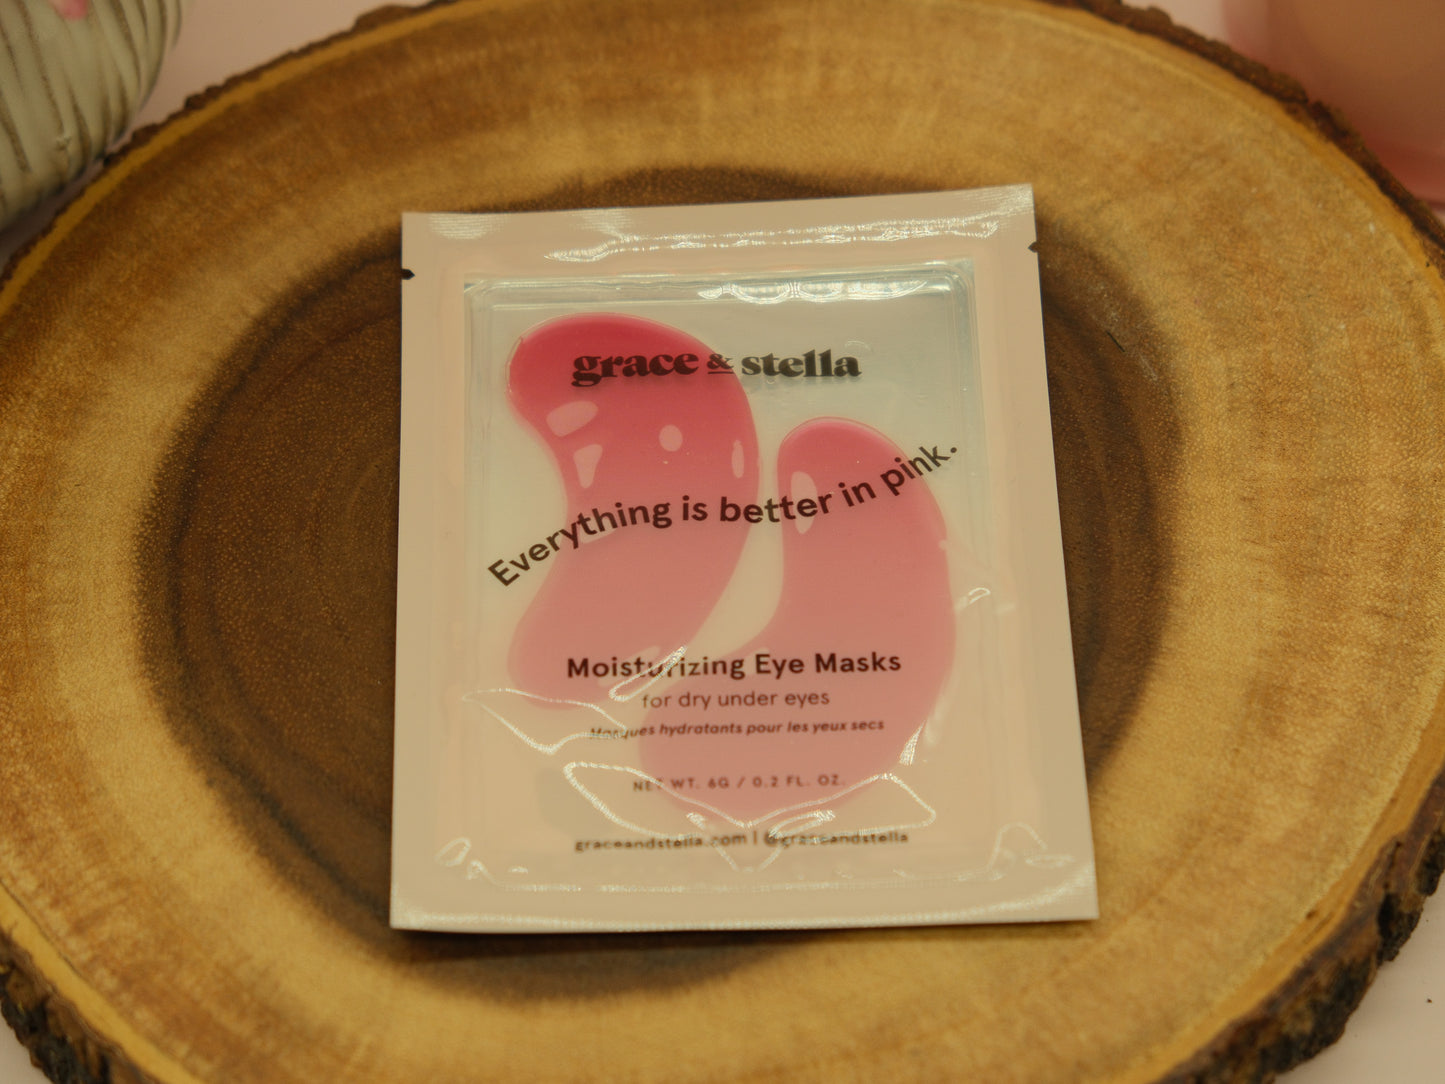 grace & stella
Everything is better in pink.
Moisturizing Eye Masks
for dry under eyes
Masques hydratants pour les yeux secs
NET WT. 6G / 0.2 FL. OZ.
graceandstella.com | @graceandstella